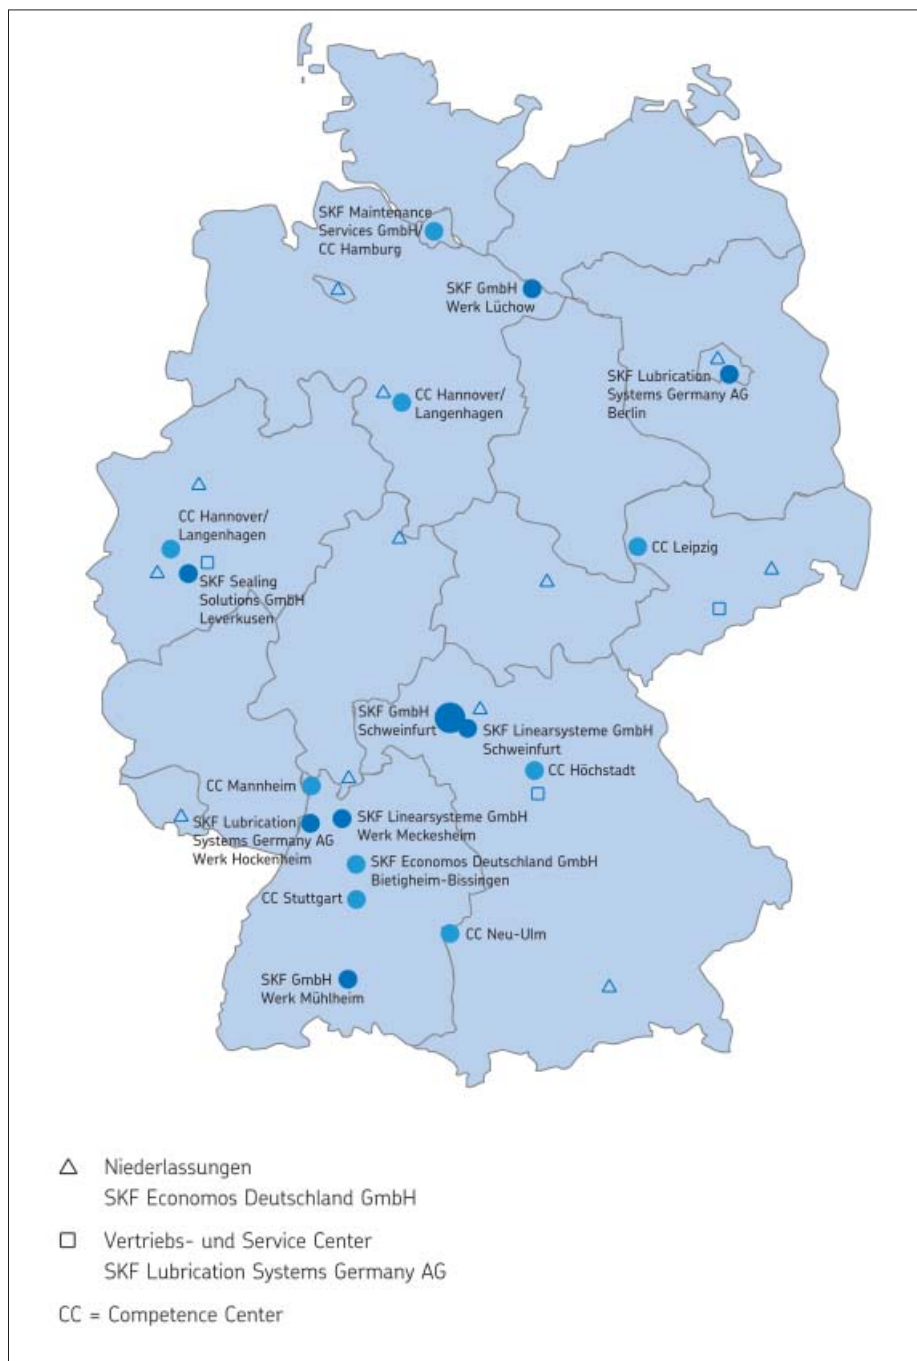 SKF Maintenance
Services GmbH/
CC Hamburg
SKF GmbH
Werk Lüchow
SKF Lubrication
Systems Germany AG
Berlin
CC Hannover/
Langenhagen
CC Hannover/
Langenhagen
SKF Sealing
Solutions GmbH
Leverkusen
CC Leipzig
SKF GmbH
Schweinfurt
SKF Linearsysteme GmbH
Schweinfurt
CC Höchstadt
CC Mannheim
SKF Lubrication
Systems Germany AG
Werk Hockenheim
SKF Linearsysteme GmbH
Werk Meckesheim
SKF Economos Deutschland GmbH
Bietigheim-Bissingen
CC Stuttgart
CC Neu-Ulm
SKF GmbH
Werk Mühlheim
Niederlassungen
SKF Economos Deutschland GmbH
Vertriebs- und Service Center
SKF Lubrication Systems Germany AG
CC = Competence Center